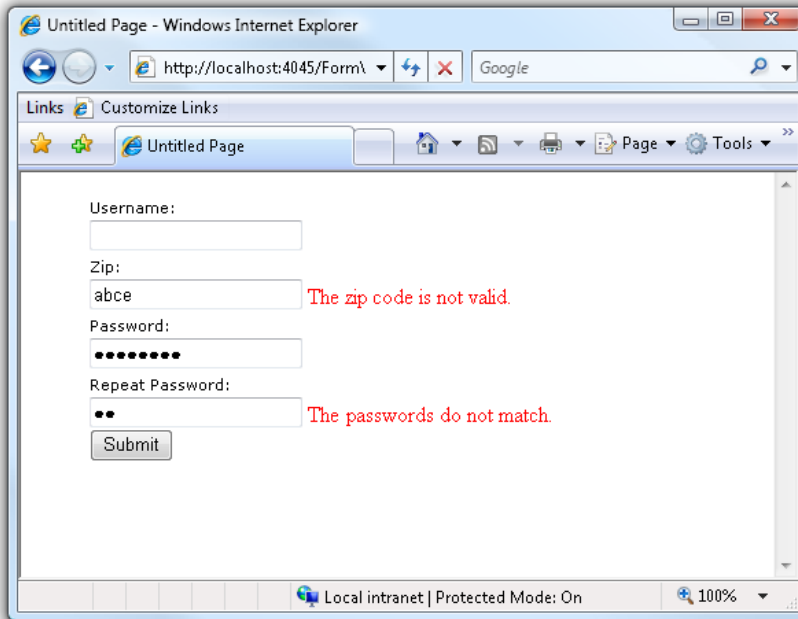 Untitled Page - Windows Internet Explorer
http://localhost:4045/Form\
Google
Links Customize Links
Untitled Page Page Tools »
Username:
Zip:
abce The zip code is not valid.
Password:
••••••••
Repeat Password:
•• The passwords do not match.
Submit
Local intranet | Protected Mode: On 100%